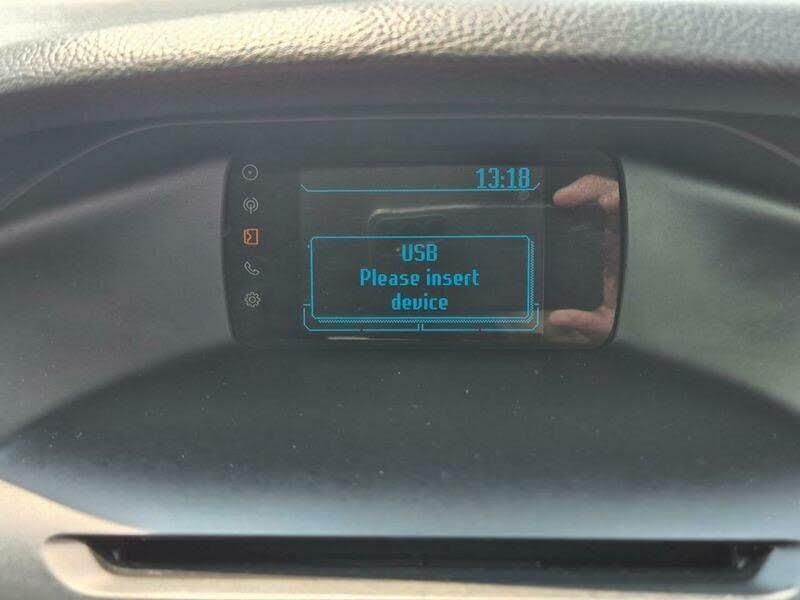 13:18
USB
Please insert
device